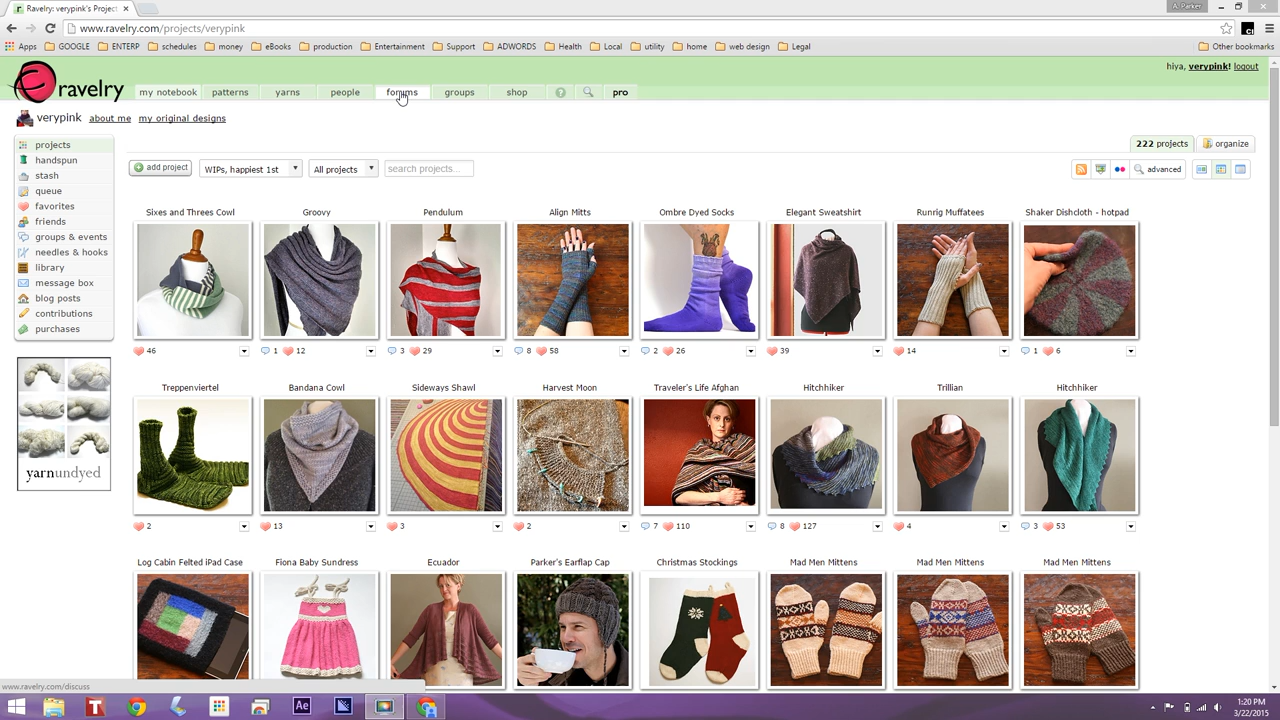 Ravelry: verypink's Project
A. Parker
www.ravelry.com/projects/verypink
Apps GOOGLE ENTERP schedules money eBooks production Entertainment Support ADWORDS Health Local utility home web design Legal Other bookmarks
hiya, verypink! logout
ravelry
my notebook patterns yarns people forums groups shop ? pro
verypink about me my original designs
projects
handspun
stash
queue
favorites
friends
groups & events
needles & hooks
library
message box
blog posts
contributions
purchases
yarnundyed
222 projects organize
add project WIPs, happiest 1st All projects search projects... advanced
Sixes and Threes Cowl Groovy Pendulum Align Mitts Ombre Dyed Socks Elegant Sweatshirt Runrig Muffatees Shaker Dishcloth - hotpad
46 1 12 3 29 8 58 2 26 39 14 1 6
Treppenviertel Bandana Cowl Sideways Shawl Harvest Moon Traveler's Life Afghan Hitchhiker Trillian Hitchhiker
2 13 3 2 7 110 8 127 4 3 53
Log Cabin Felted iPad Case Fiona Baby Sundress Ecuador Parker's Earflap Cap Christmas Stockings Mad Men Mittens Mad Men Mittens Mad Men Mittens
www.ravelry.com/discuss
T Ae
1:20 PM
3/22/2015